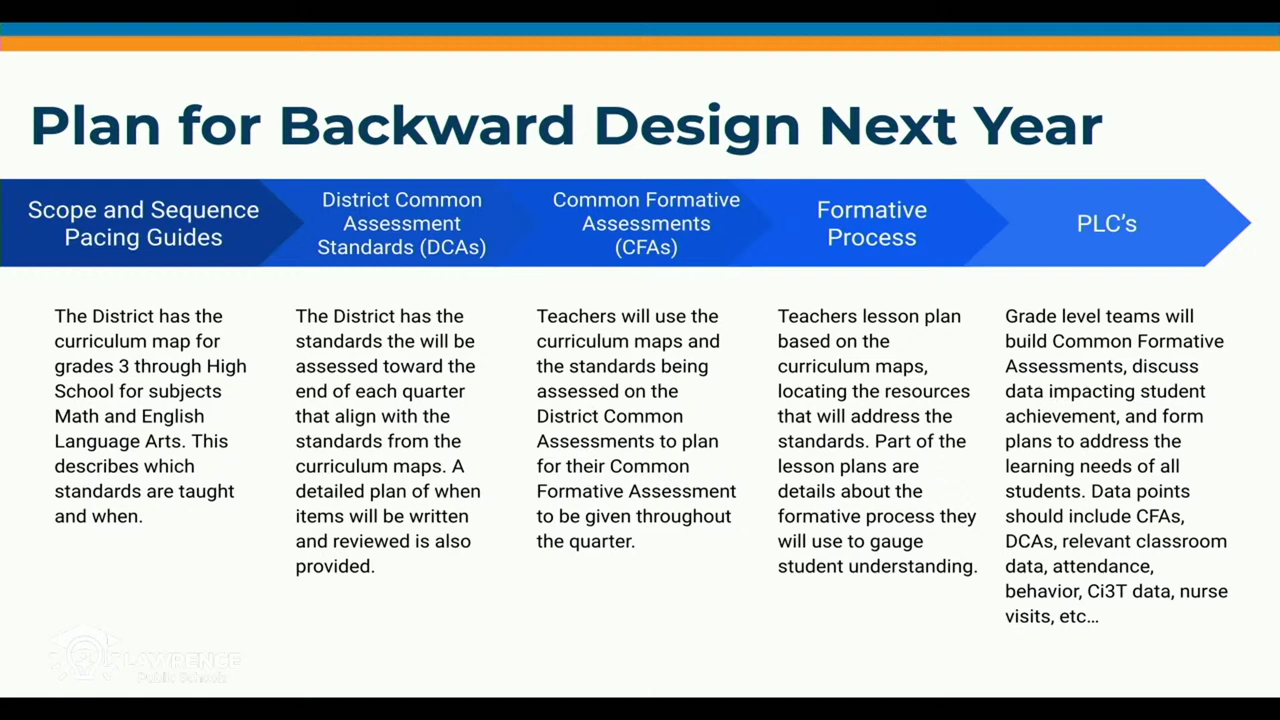 Plan for Backward Design Next Year
Scope and Sequence
Pacing Guides
District Common
Assessment
Standards (DCAs)
Common Formative
Assessments
(CFAs)
Formative
Process
PLC's
The District has the
curriculum map for
grades 3 through High
School for subjects
Math and English
Language Arts. This
describes which
standards are taught
and when.
The District has the
standards the will be
assessed toward the
end of each quarter
that align with the
standards from the
curriculum maps. A
detailed plan of when
items will be written
and reviewed is also
provided.
Teachers will use the
curriculum maps and
the standards being
assessed on the
District Common
Assessments to plan
for their Common
Formative Assessment
to be given throughout
the quarter.
Teachers lesson plan
based on the
curriculum maps,
locating the resources
that will address the
standards. Part of the
lesson plans are
details about the
formative process they
will use to gauge
student understanding.
Grade level teams will
build Common Formative
Assessments, discuss
data impacting student
achievement, and form
plans to address the
learning needs of all
students. Data points
should include CFAs,
DCAs, relevant classroom
data, attendance,
behavior, Ci3T data, nurse
visits, etc…
LAWRENCE
Public Schools